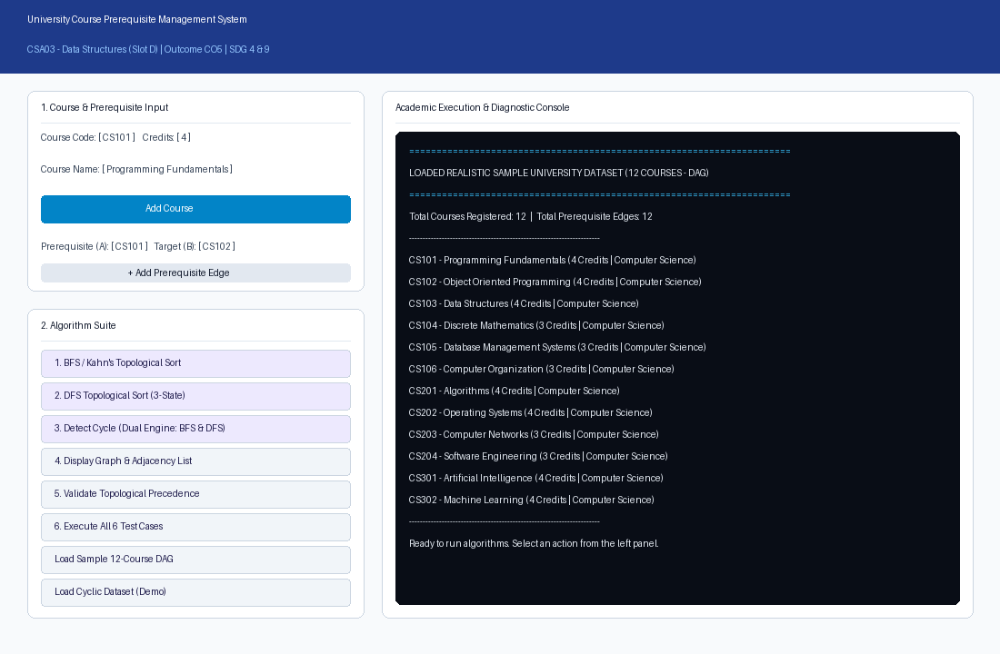 University Course Prerequisite Management System
CSA03 - Data Structures (Slot D) | Outcome CO5 | SDG 4 & 9
1. Course & Prerequisite Input
Course Code: [ CS101 ]   Credits: [ 4 ]
Course Name: [ Programming Fundamentals ]
Add Course
Prerequisite (A): [ CS101 ]   Target (B): [ CS102 ]
+ Add Prerequisite Edge
2. Algorithm Suite
1. BFS / Kahn's Topological Sort
2. DFS Topological Sort (3-State)
3. Detect Cycle (Dual Engine: BFS & DFS)
4. Display Graph & Adjacency List
5. Validate Topological Precedence
6. Execute All 6 Test Cases
Load Sample 12-Course DAG
Load Cyclic Dataset (Demo)
Academic Execution & Diagnostic Console
======================================================================
LOADED REALISTIC SAMPLE UNIVERSITY DATASET (12 COURSES - DAG)
======================================================================
Total Courses Registered: 12  |  Total Prerequisite Edges: 12
----------------------------------------------------------------------
CS101 - Programming Fundamentals (4 Credits | Computer Science)
CS102 - Object Oriented Programming (4 Credits | Computer Science)
CS103 - Data Structures (4 Credits | Computer Science)
CS104 - Discrete Mathematics (3 Credits | Computer Science)
CS105 - Database Management Systems (3 Credits | Computer Science)
CS106 - Computer Organization (3 Credits | Computer Science)
CS201 - Algorithms (4 Credits | Computer Science)
CS202 - Operating Systems (4 Credits | Computer Science)
CS203 - Computer Networks (3 Credits | Computer Science)
CS204 - Software Engineering (3 Credits | Computer Science)
CS301 - Artificial Intelligence (4 Credits | Computer Science)
CS302 - Machine Learning (4 Credits | Computer Science)
----------------------------------------------------------------------
Ready to run algorithms. Select an action from the left panel.